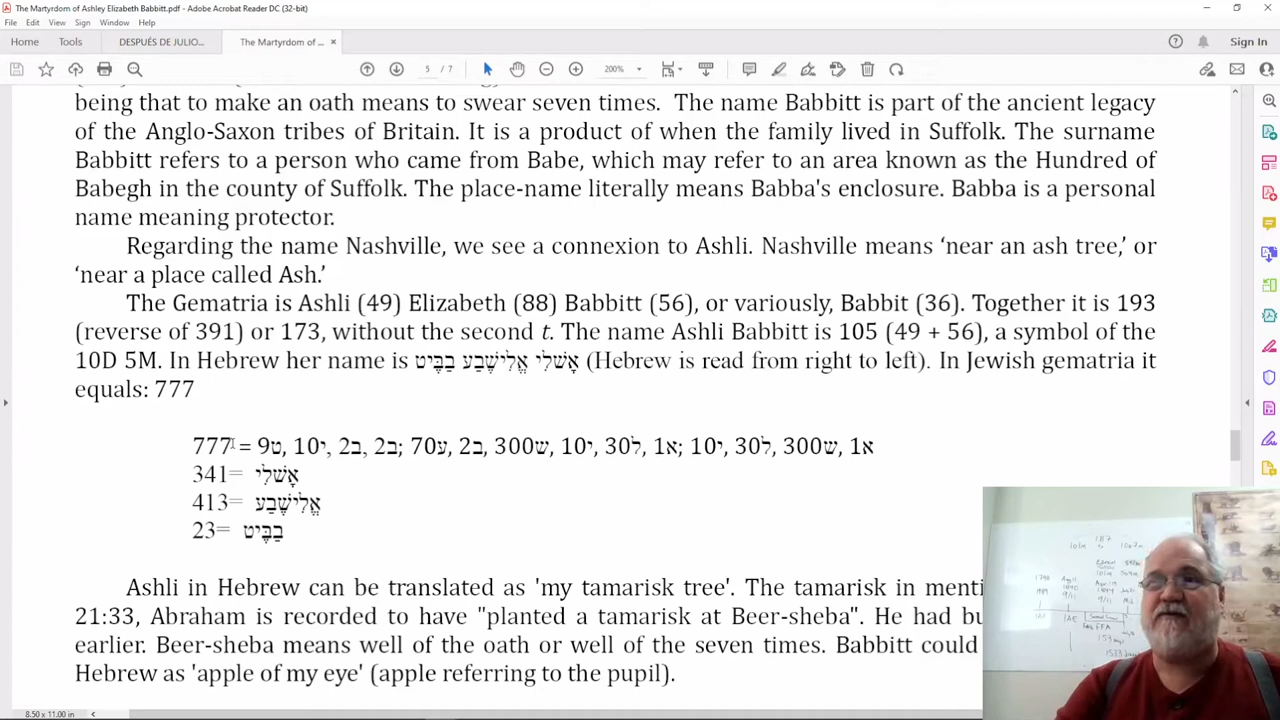 The Martyrdom of Ashley Elizabeth Babbitt.pdf - Adobe Acrobat Reader DC (32-bit)
File Edit View Sign Window Help
Home Tools DESPUÉS DE JULIO... The Martyrdom of ... × Sign In
5 / 7 200%
being that to make an oath means to swear seven times. The name Babbitt is part of the ancient legacy
of the Anglo-Saxon tribes of Britain. It is a product of when the family lived in Suffolk. The surname
Babbitt refers to a person who came from Babe, which may refer to an area known as the Hundred of
Babegh in the county of Suffolk. The place-name literally means Babba's enclosure. Babba is a personal
name meaning protector.
Regarding the name Nashville, we see a connexion to Ashli. Nashville means ‘near an ash tree,’ or
‘near a place called Ash.’
The Gematria is Ashli (49) Elizabeth (88) Babbitt (56), or variously, Babbit (36). Together it is 193
(reverse of 391) or 173, without the second t. The name Ashli Babbitt is 105 (49 + 56), a symbol of the
10D 5M. In Hebrew her name is אָשׁלִי אֱלִישֶׁבַע בַבֶּיט (Hebrew is read from right to left). In Jewish gematria it
equals: 777
777 = 9ט, 10י, 2ב, 2ב; 70ע, 2ב, 300ש, 10י, 30ל, 1א; 10י, 30ל, 300ש, 1א
341= אָשׁלִי
413= אֱלִישֶׁבַע
23= בַבֶּיט
Ashli in Hebrew can be translated as 'my tamarisk tree'. The tamarisk in menti
21:33, Abraham is recorded to have "planted a tamarisk at Beer-sheba". He had bu
earlier. Beer-sheba means well of the oath or well of the seven times. Babbitt could
Hebrew as 'apple of my eye' (apple referring to the pupil).
8.50 x 11.00 in
187